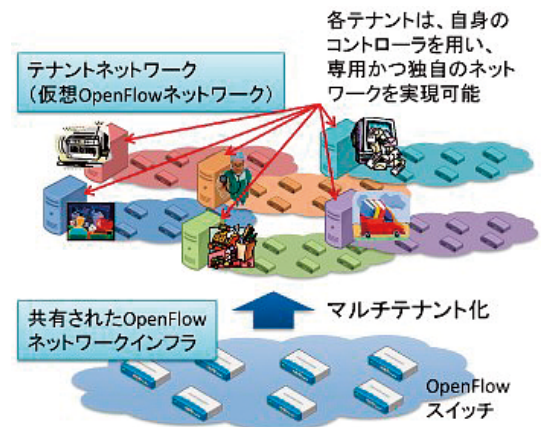 各テナントは、自身の
コントローラを用い、
専用かつ独自のネット
ワークを実現可能
テナントネットワーク
（仮想OpenFlowネットワーク）
共有されたOpenFlow
ネットワークインフラ
マルチテナント化
OpenFlow
スイッチ